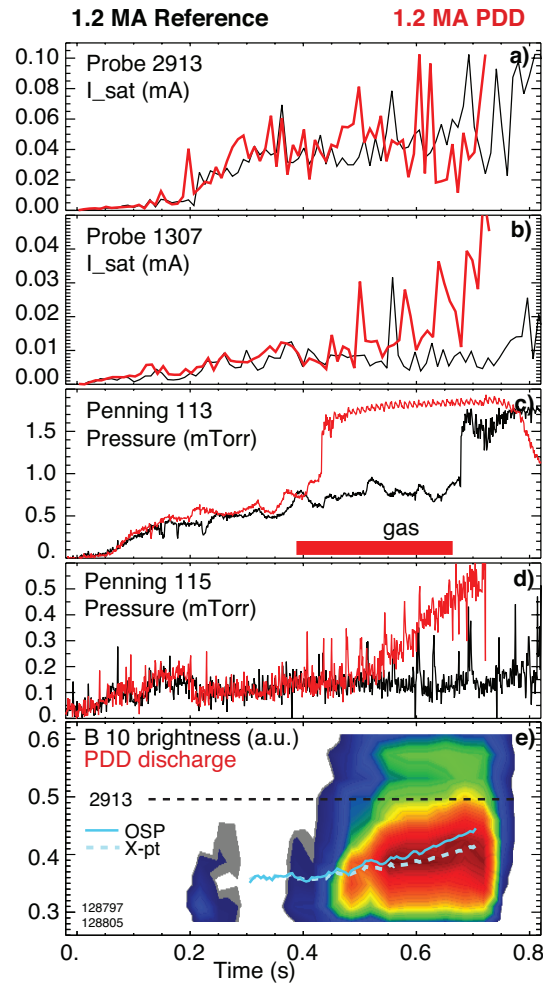 1.2 MA Reference 1.2 MA PDD
0.10
0.08
0.06
0.04
0.02
0.00
Probe 2913
I_sat (mA)
a)
0.04
0.03
0.02
0.01
0.00
Probe 1307
I_sat (mA)
b)
1.5
1.0
0.5
0.
Penning 113
Pressure (mTorr)
c)
gas
0.5
0.4
0.3
0.2
0.1
0.
Penning 115
Pressure (mTorr)
d)
0.6
0.5
0.4
0.3
B 10 brightness (a.u.)
PDD discharge
e)
2913
OSP
X-pt
128797
128805
0. 0.2 0.4 0.6 0.8
Time (s)